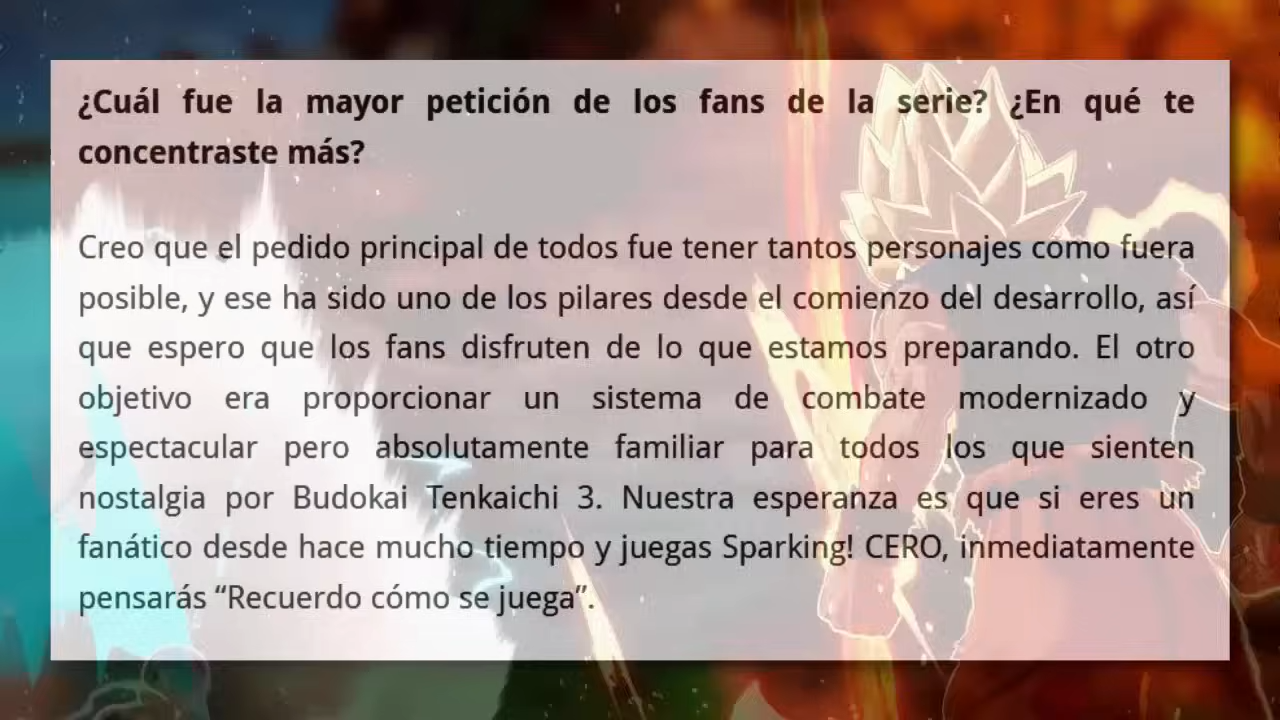 ¿Cuál fue la mayor petición de los fans de la serie? ¿En qué te
concentraste más?
Creo que el pedido principal de todos fue tener tantos personajes como fuera
posible, y ese ha sido uno de los pilares desde el comienzo del desarrollo, así
que espero que los fans disfruten de lo que estamos preparando. El otro
objetivo era proporcionar un sistema de combate modernizado y
espectacular pero absolutamente familiar para todos los que sienten
nostalgia por Budokai Tenkaichi 3. Nuestra esperanza es que si eres un
fanático desde hace mucho tiempo y juegas Sparking! CERO, inmediatamente
pensarás “Recuerdo cómo se juega”.